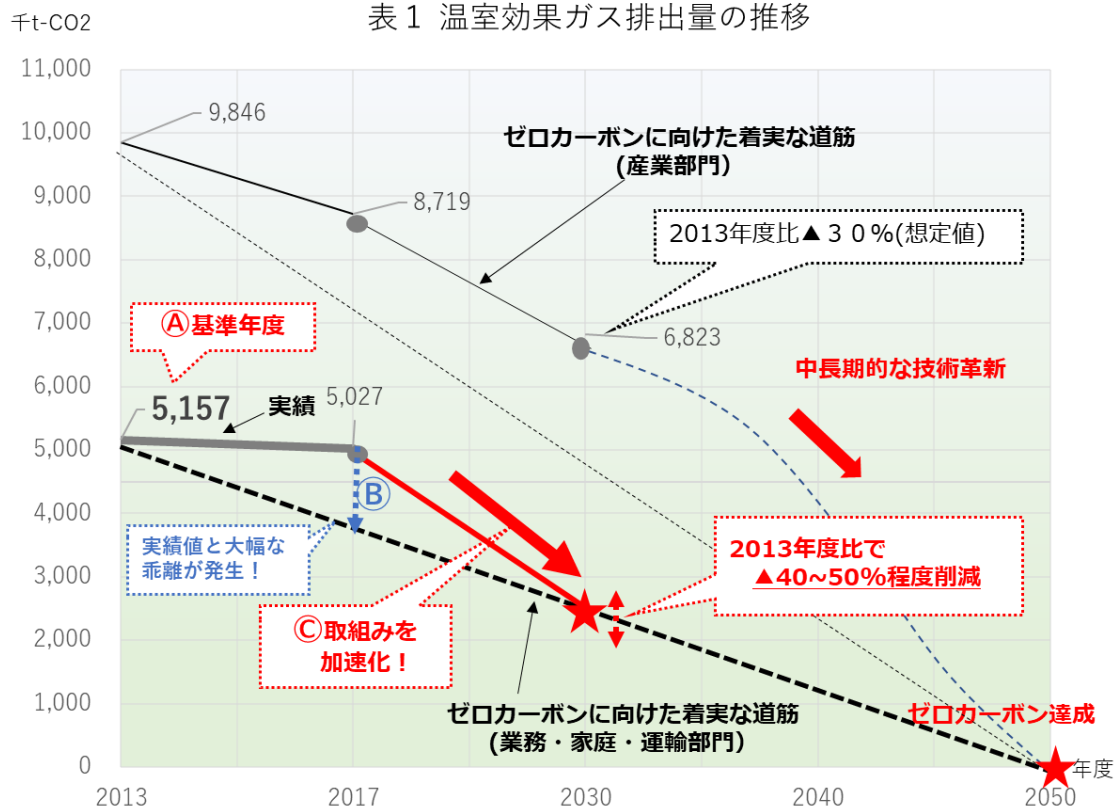 表１ 温室効果ガス排出量の推移
千t-CO2
11,000
10,000
9,000
8,000
7,000
6,000
5,000
4,000
3,000
2,000
1,000
0
9,846
8,719
ゼロカーボンに向けた着実な道筋
(産業部門)
2013年度比▲３０%(想定値)
6,823
Ⓐ基準年度
5,157
実績
5,027
中長期的な技術革新
Ⓑ
実績値と大幅な
乖離が発生！
2013年度比で
▲40~50%程度削減
Ⓒ取組みを
加速化！
ゼロカーボンに向けた着実な道筋
(業務・家庭・運輸部門)
ゼロカーボン達成
年度
2013
2017
2030
2040
2050